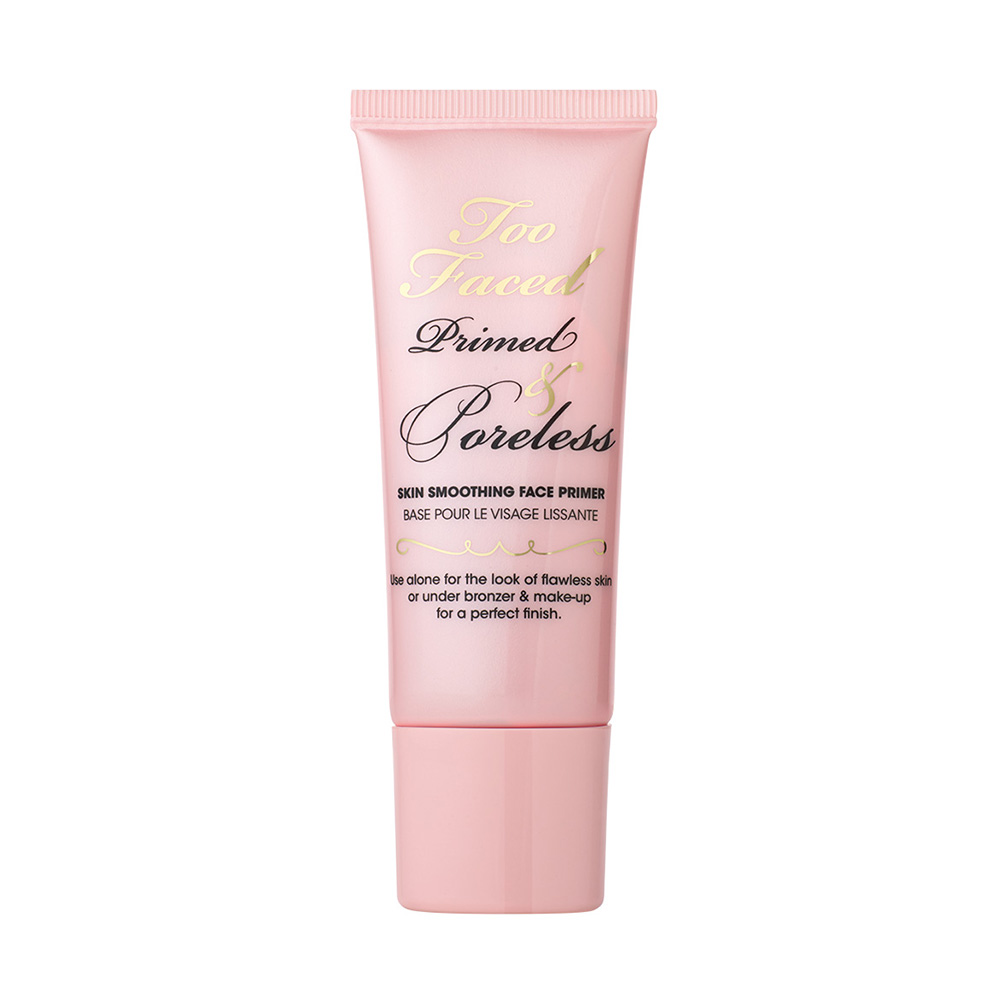 Too
Faced
Primed
&
Poreless
SKIN SMOOTHING FACE PRIMER
BASE POUR LE VISAGE LISSANTE
Use alone for the look of flawless skin
or under bronzer & make-up
for a perfect finish.